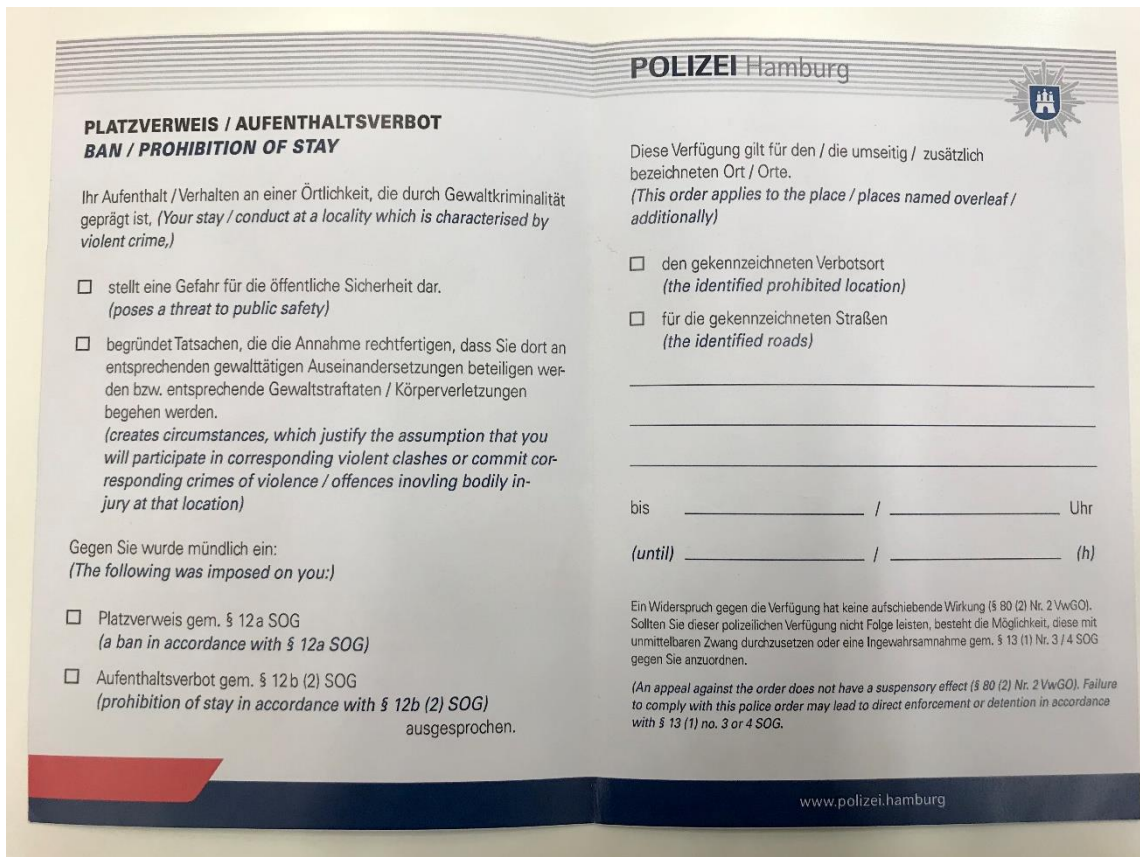 PLATZVERWEIS / AUFENTHALTSVERBOT
BAN / PROHIBITION OF STAY
Ihr Aufenthalt / Verhalten an einer Örtlichkeit, die durch Gewaltkriminalität
geprägt ist, (Your stay / conduct at a locality which is characterised by
violent crime,)
stellt eine Gefahr für die öffentliche Sicherheit dar.
(poses a threat to public safety)
begründet Tatsachen, die die Annahme rechtfertigen, dass Sie dort an
entsprechenden gewalttätigen Auseinandersetzungen beteiligen wer-
den bzw. entsprechende Gewaltstraftaten / Körperverletzungen
begehen werden.
(creates circumstances, which justify the assumption that you
will participate in corresponding violent clashes or commit cor-
responding crimes of violence / offences inovling bodily in-
jury at that location)
Gegen Sie wurde mündlich ein:
(The following was imposed on you:)
Platzverweis gem. § 12a SOG
(a ban in accordance with § 12a SOG)
Aufenthaltsverbot gem. § 12b (2) SOG
(prohibition of stay in accordance with § 12b (2) SOG)
ausgesprochen.
POLIZEI Hamburg
Diese Verfügung gilt für den / die umseitig / zusätzlich
bezeichneten Ort / Orte.
(This order applies to the place / places named overleaf /
additionally)
den gekennzeichneten Verbotsort
(the identified prohibited location)
für die gekennzeichneten Straßen
(the identified roads)
bis / Uhr
(until) / (h)
Ein Widerspruch gegen die Verfügung hat keine aufschiebende Wirkung (§ 80 (2) Nr. 2 VwGO).
Sollten Sie dieser polizeilichen Verfügung nicht Folge leisten, besteht die Möglichkeit, diese mit
unmittelbaren Zwang durchzusetzen oder eine Ingewahrsamnahme gem. § 13 (1) Nr. 3 / 4 SOG
gegen Sie anzuordnen.
(An appeal against the order does not have a suspensory effect (§ 80 (2) Nr. 2 VwGO). Failure
to comply with this police order may lead to direct enforcement or detention in accordance
with § 13 (1) no. 3 or 4 SOG.
www.polizei.hamburg